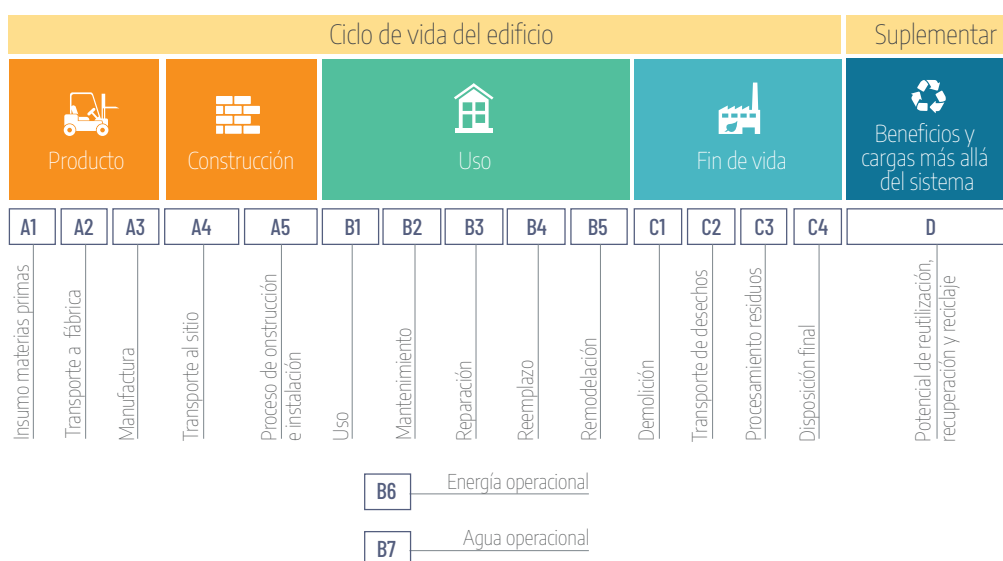 Ciclo de vida del edificio
Suplementar
Producto
Construcción
Uso
Fin de vida
Beneficios y
cargas más allá
del sistema
A1
A2
A3
A4
A5
B1
B2
B3
B4
B5
C1
C2
C3
C4
D
Insumo materias primas
Transporte a fábrica
Manufactura
Transporte al sitio
Proceso de onstrucción
e instalación
Uso
Mantenimiento
Reparación
Reemplazo
Remodelación
Demolición
Transporte de desechos
Procesamiento residuos
Disposición final
Potencial de reutilización,
recuperación y reciclaje
B6
Energía operacional
B7
Agua operacional